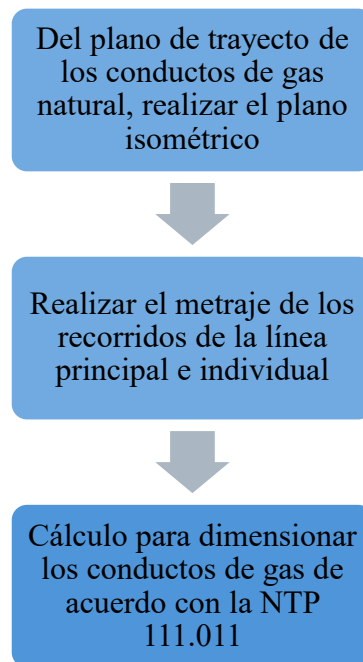 Del plano de trayecto de
los conductos de gas
natural, realizar el plano
isométrico
Realizar el metraje de los
recorridos de la línea
principal e individual
Cálculo para dimensionar
los conductos de gas de
acuerdo con la NTP
111.011